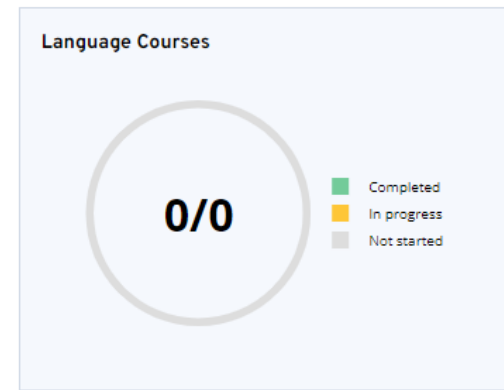 Language Courses
0/0
Completed
In progress
Not started